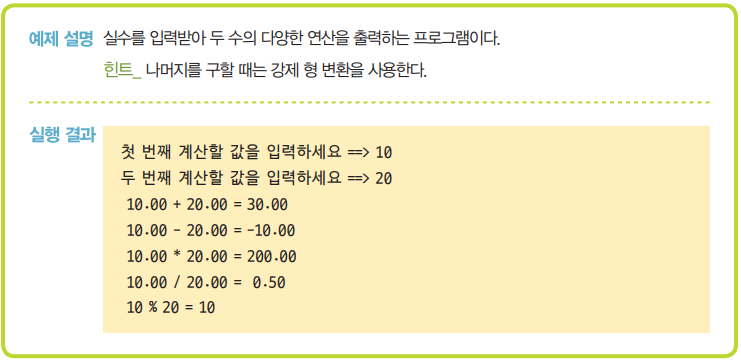 예제 설명 실수를 입력받아 두 수의 다양한 연산을 출력하는 프로그램이다.
힌트_ 나머지를 구할 때는 강제 형 변환을 사용한다.
실행 결과
첫 번째 계산할 값을 입력하세요 ==> 10
두 번째 계산할 값을 입력하세요 ==> 20
10.00 + 20.00 = 30.00
10.00 - 20.00 = -10.00
10.00 * 20.00 = 200.00
10.00 / 20.00 =  0.50
10 % 20 = 10